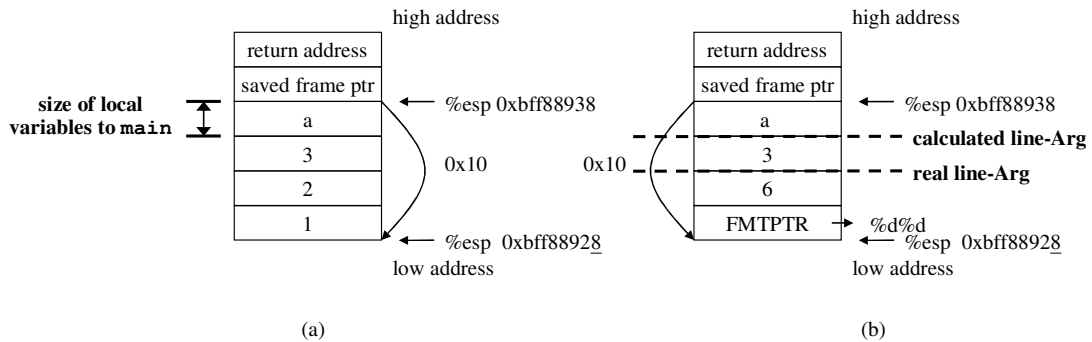 high address
return address
saved frame ptr
size of local
variables to main
%esp 0xbff88938
a
3
0x10
2
1
%esp 0xbff88928
low address
(a)
high address
return address
saved frame ptr
%esp 0xbff88938
a
calculated line-Arg
3
0x10
real line-Arg
6
FMTPTR
%d%d
%esp 0xbff88928
low address
(b)